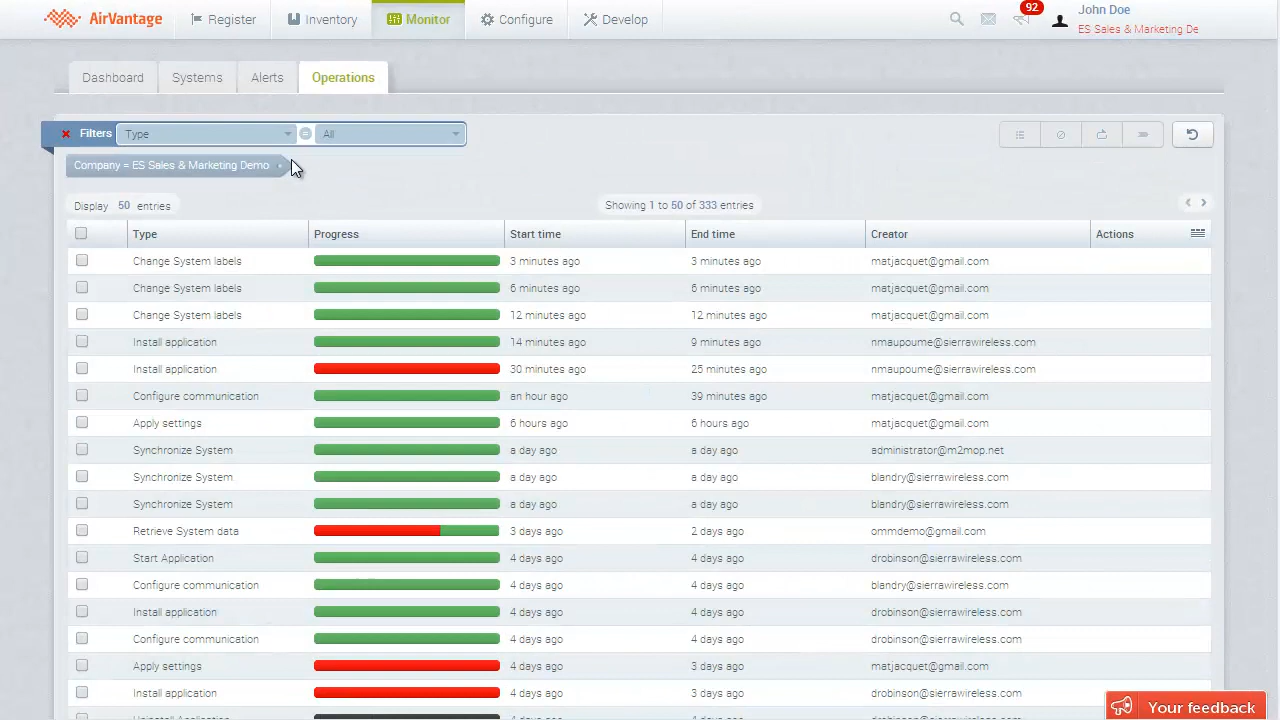 AirVantage Register Inventory Monitor Configure Develop 92 John Doe
ES Sales & Marketing De
Dashboard Systems Alerts Operations
Filters Type = All
Company = ES Sales & Marketing Demo
Display 50 entries Showing 1 to 50 of 333 entries
Type Progress Start time End time Creator Actions
Change System labels 3 minutes ago 3 minutes ago matjacquet@gmail.com
Change System labels 6 minutes ago 6 minutes ago matjacquet@gmail.com
Change System labels 12 minutes ago 12 minutes ago matjacquet@gmail.com
Install application 14 minutes ago 9 minutes ago nmaupoume@sierrawireless.com
Install application 30 minutes ago 25 minutes ago nmaupoume@sierrawireless.com
Configure communication an hour ago 39 minutes ago matjacquet@gmail.com
Apply settings 6 hours ago 6 hours ago matjacquet@gmail.com
Synchronize System a day ago a day ago administrator@m2mop.net
Synchronize System a day ago a day ago blandry@sierrawireless.com
Synchronize System a day ago a day ago blandry@sierrawireless.com
Retrieve System data 3 days ago 2 days ago ommdemo@gmail.com
Start Application 4 days ago 4 days ago drobinson@sierrawireless.com
Configure communication 4 days ago 4 days ago blandry@sierrawireless.com
Install application 4 days ago 4 days ago drobinson@sierrawireless.com
Configure communication 4 days ago 4 days ago drobinson@sierrawireless.com
Apply settings 4 days ago 3 days ago matjacquet@gmail.com
Install application 4 days ago 3 days ago drobinson@sierrawireless.com
Your feedback